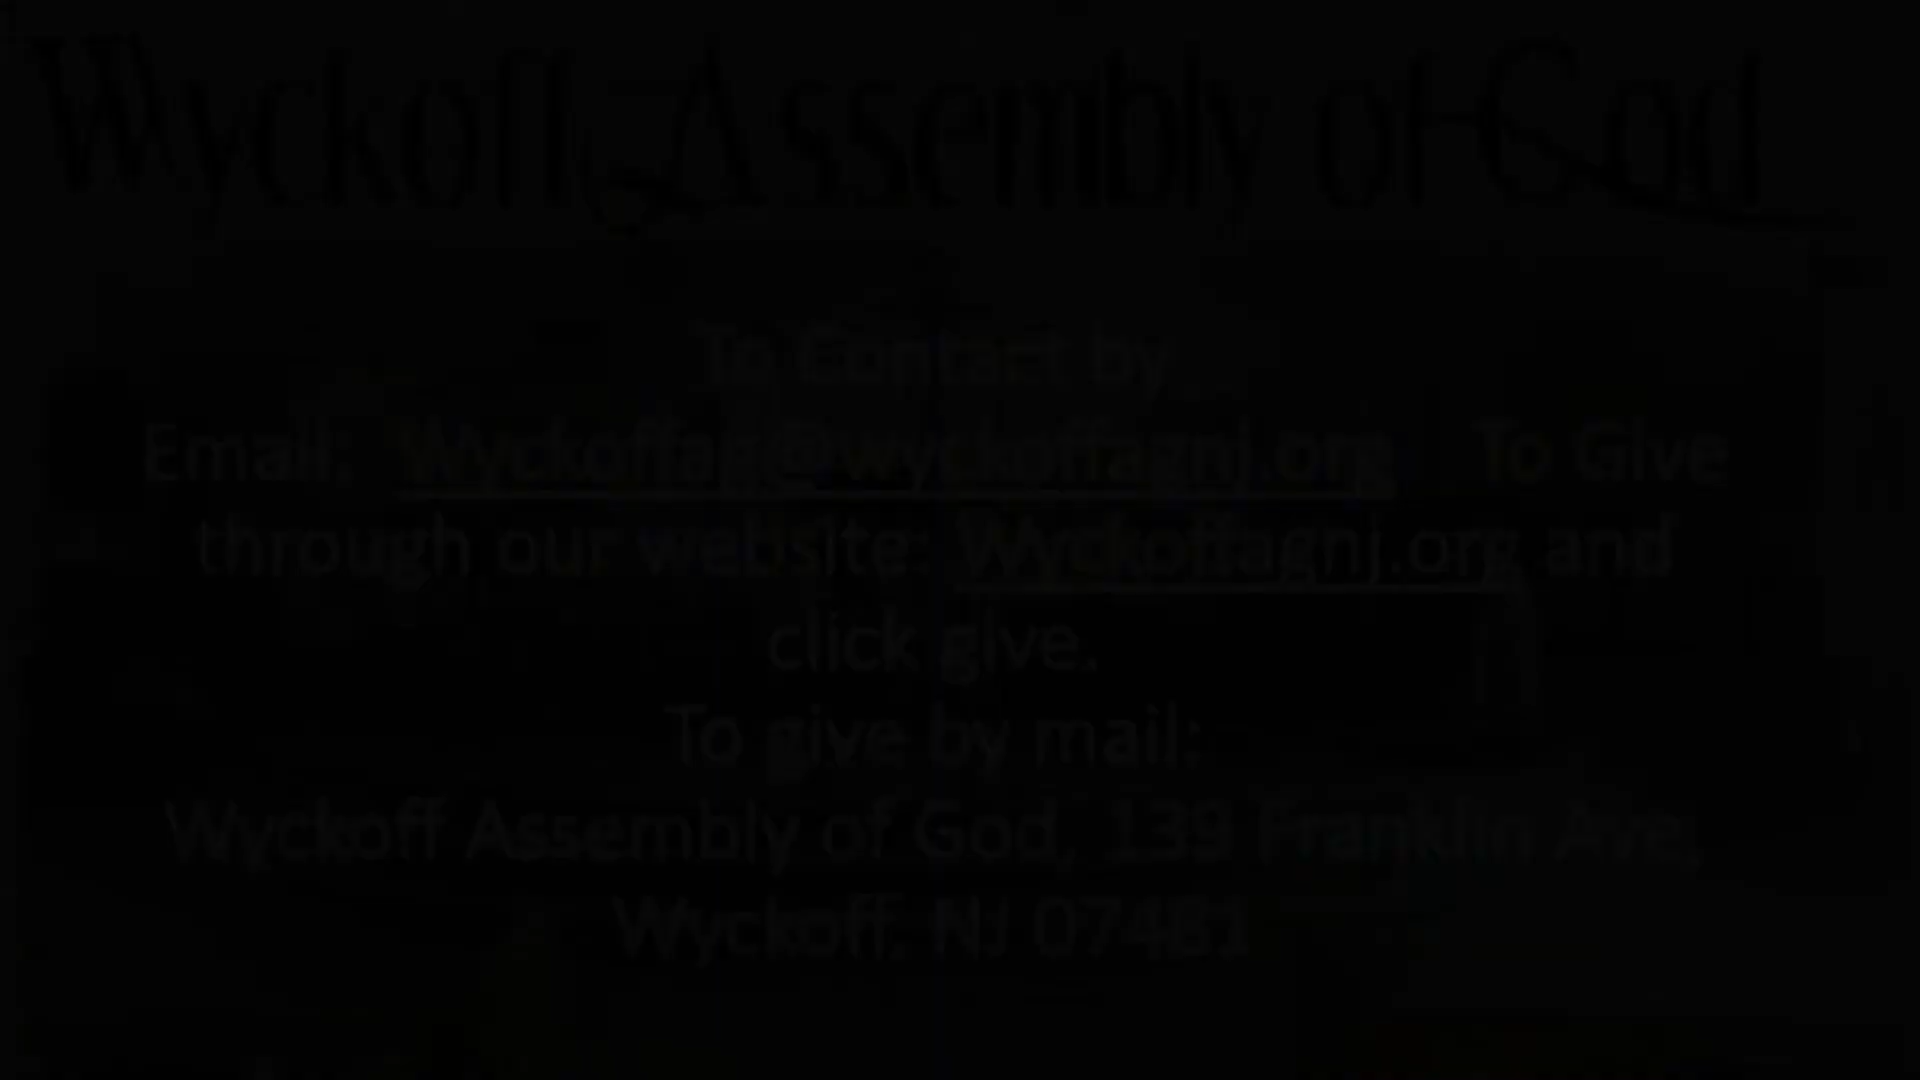 Wyckoff Assembly of God
To Contact by
Email: Wyckoffag@wyckoffagnj.org To Give
through our website: Wyckoffagnj.org and
click give.
To give by mail:
Wyckoff Assembly of God, 139 Franklin Ave,
Wyckoff, NJ 07481